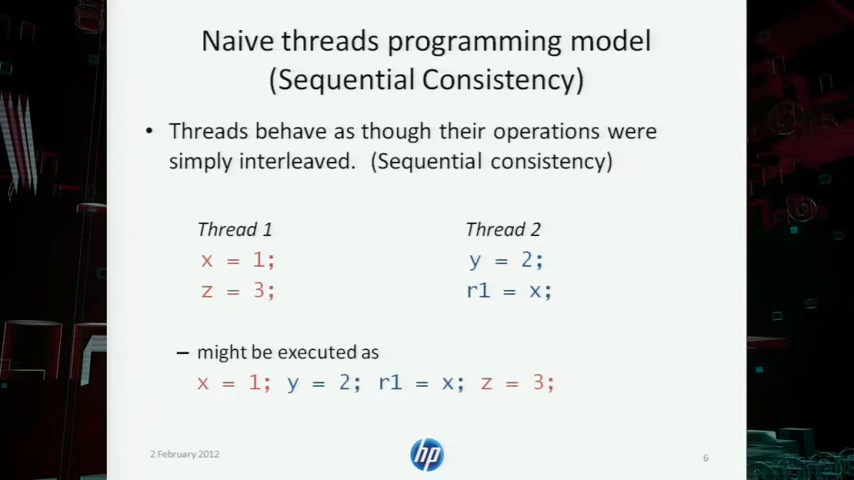 Naive threads programming model
(Sequential Consistency)
• Threads behave as though their operations were
simply interleaved. (Sequential consistency)
Thread 1
Thread 2
x = 1;
y = 2;
z = 3;
r1 = x;
– might be executed as
x = 1; y = 2; r1 = x; z = 3;
2 February 2012
hp
6